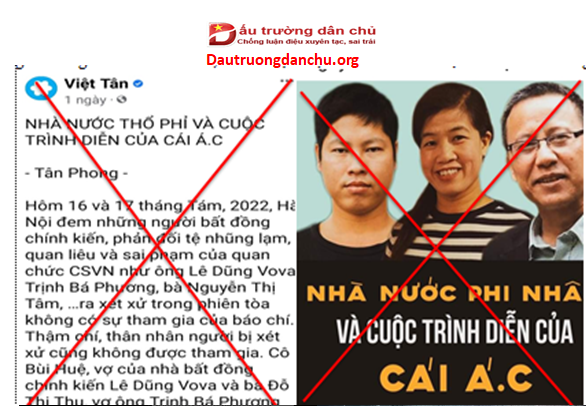 Đấu trường dân chủ
Chống luận điệu xuyên tạc, sai trái
Dautruongdanchu.org
Việt Tân
1 ngày ·
NHÀ NƯỚC THỔ PHỈ VÀ CUỘC
TRÌNH DIỄN CỦA CÁI Á.C
- Tân Phong -
Hôm 16 và 17 tháng Tám, 2022, Hà
Nội đem những người bất đồng
chính kiến, phản đối tệ nhũng lạm,
quan liêu và sai phạm của quan
chức CSVN như ông Lê Dũng Vova
Trịnh Bá Phương, bà Nguyễn Thị
Tâm, ...ra xét xử trong phiên tòa
không có sự tham gia của báo chí.
Thậm chí, thân nhân người bị xét
xử cũng không được tham gia. Cô
Bùi Huệ, vợ của nhà bất đồng
chính kiến Lê Dũng Vova và bà Đỗ
Thị Thu, vợ ông Trịnh Bá Phương
NHÀ NƯỚC PHI NHÂ
VÀ CUỘC TRÌNH DIỄN CỦA
CÁI Á.C